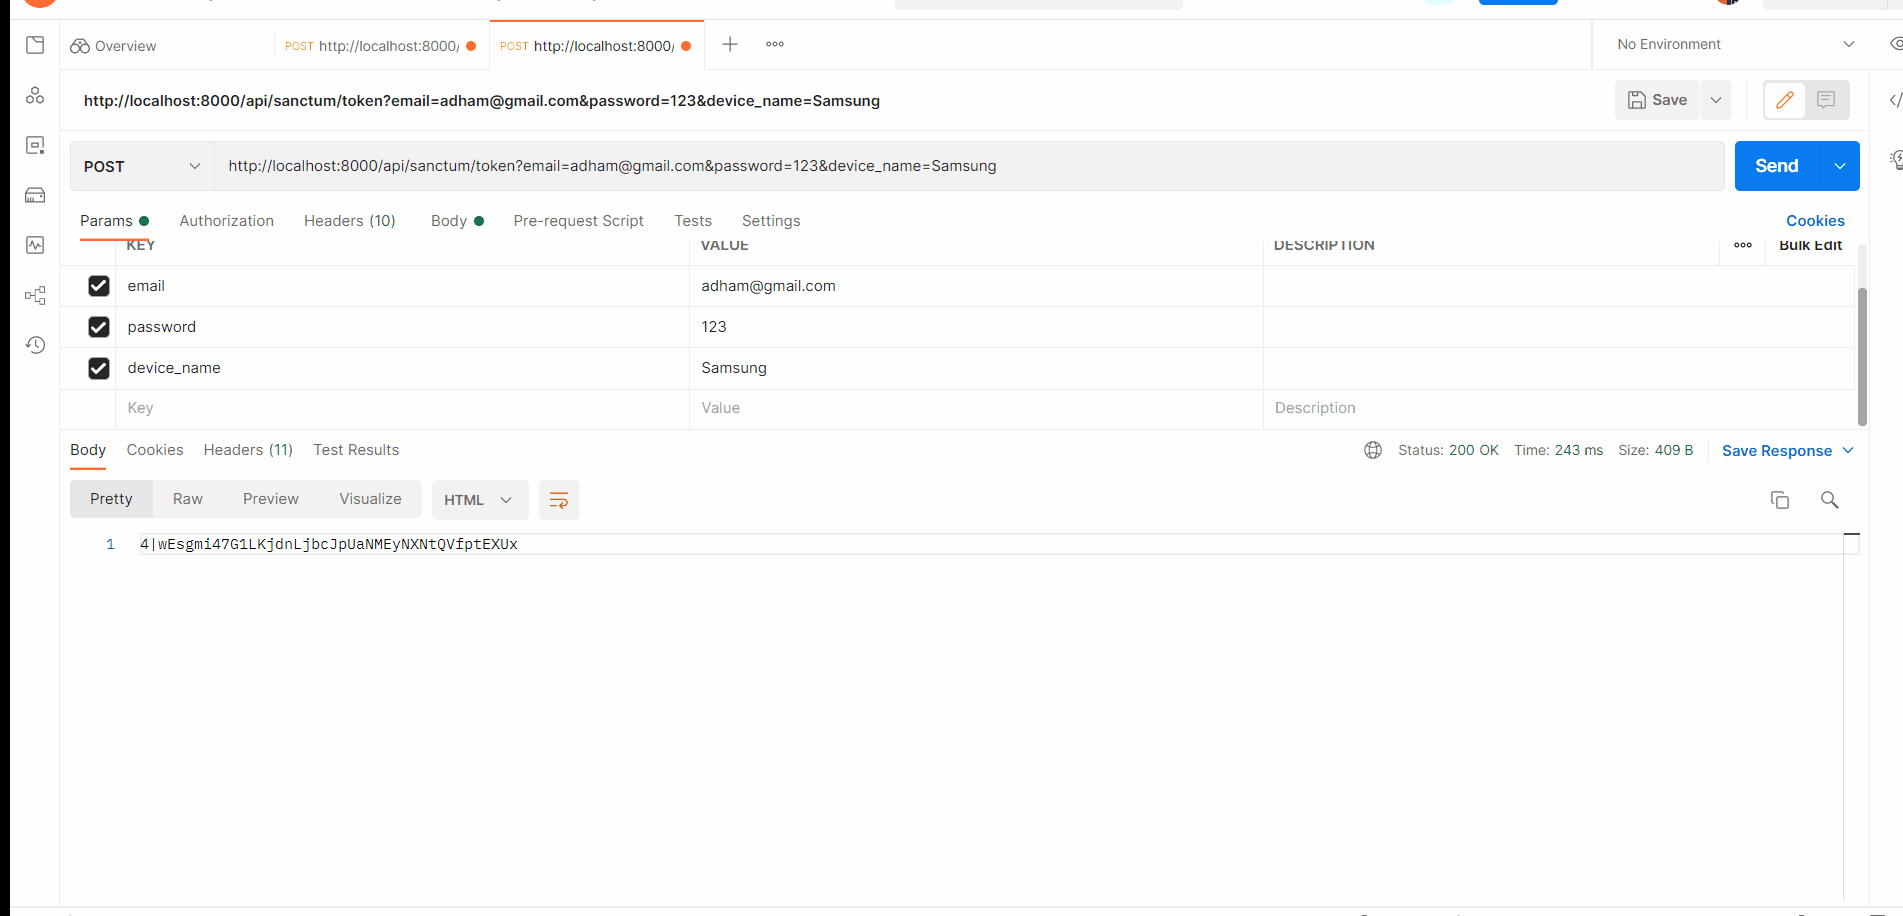 Overview
POST http://localhost:8000/
POST http://localhost:8000/
No Environment
http://localhost:8000/api/sanctum/token?email=adham@gmail.com&password=123&device_name=Samsung
Save
POST
http://localhost:8000/api/sanctum/token?email=adham@gmail.com&password=123&device_name=Samsung
Send
Params Authorization Headers (10) Body Pre-request Script Tests Settings Cookies
KEY VALUE DESCRIPTION Bulk Edit
email adham@gmail.com
password 123
device_name Samsung
Key Value Description
Body Cookies Headers (11) Test Results Status: 200 OK Time: 243 ms Size: 409 B Save Response
Pretty Raw Preview Visualize HTML
1 4|wEsgmi47G1LKjdnLjbcJpUaNMEyNXNtQVfptEXUx